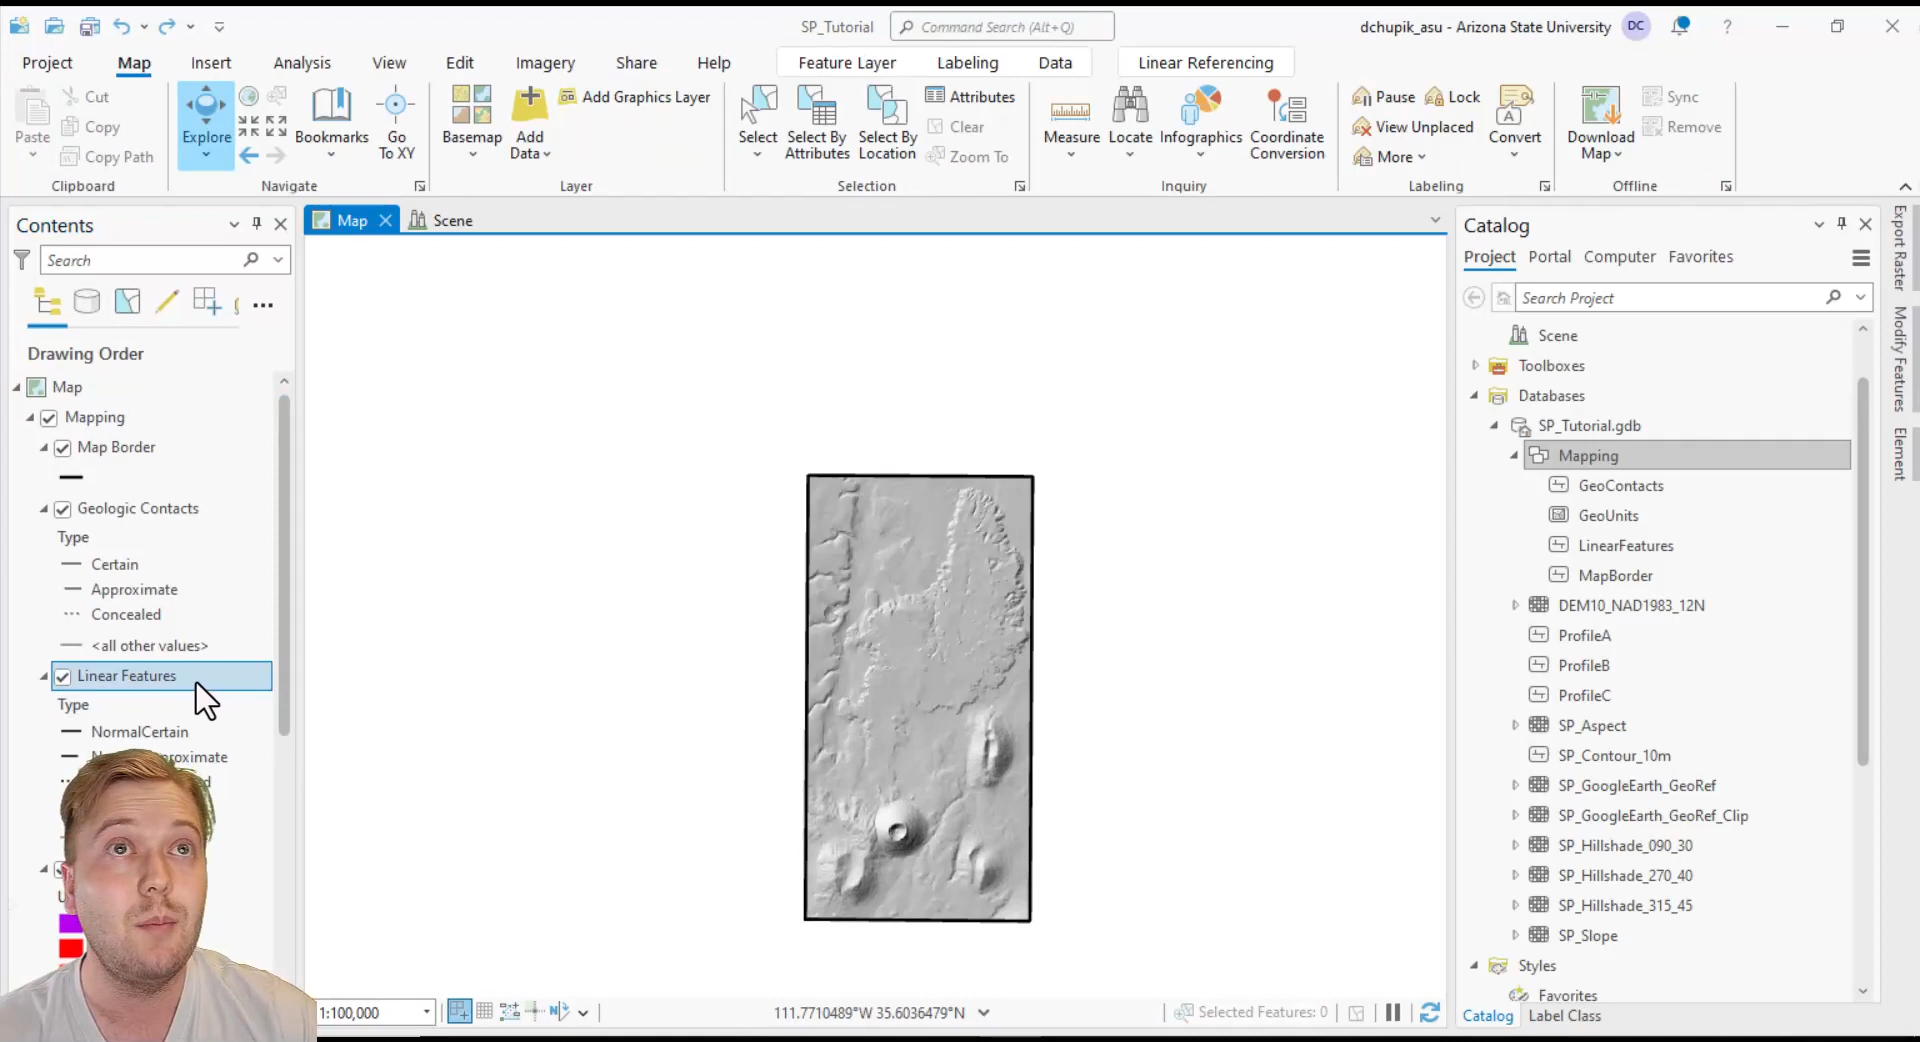 SP_Tutorial
Command Search (Alt+Q)
dchupik_asu - Arizona State University
DC
?
Project
Map
Insert
Analysis
View
Edit
Imagery
Share
Help
Feature Layer
Labeling
Data
Linear Referencing
Paste
Cut
Copy
Copy Path
Clipboard
Explore
Bookmarks
Go
To XY
Navigate
Basemap
Add
Data
Add Graphics Layer
Layer
Select
Select By
Attributes
Select By
Location
Attributes
Clear
Zoom To
Selection
Measure
Locate
Infographics
Coordinate
Conversion
Inquiry
Pause
Lock
View Unplaced
More
Convert
Labeling
Download
Map
Sync
Remove
Offline
Contents
Search
Drawing Order
Map
Mapping
Map Border
Geologic Contacts
Type
Certain
Approximate
Concealed
<all other values>
Linear Features
Type
NormalCertain
Map
Scene
1:100,000
111.7710489°W 35.6036479°N
Selected Features: 0
Catalog
Project
Portal
Computer
Favorites
Search Project
Scene
Toolboxes
Databases
SP_Tutorial.gdb
Mapping
GeoContacts
GeoUnits
LinearFeatures
MapBorder
DEM10_NAD1983_12N
ProfileA
ProfileB
ProfileC
SP_Aspect
SP_Contour_10m
SP_GoogleEarth_GeoRef
SP_GoogleEarth_GeoRef_Clip
SP_Hillshade_090_30
SP_Hillshade_270_40
SP_Hillshade_315_45
SP_Slope
Styles
Favorites
Catalog
Label Class
Export Raster
Modify Features
Element